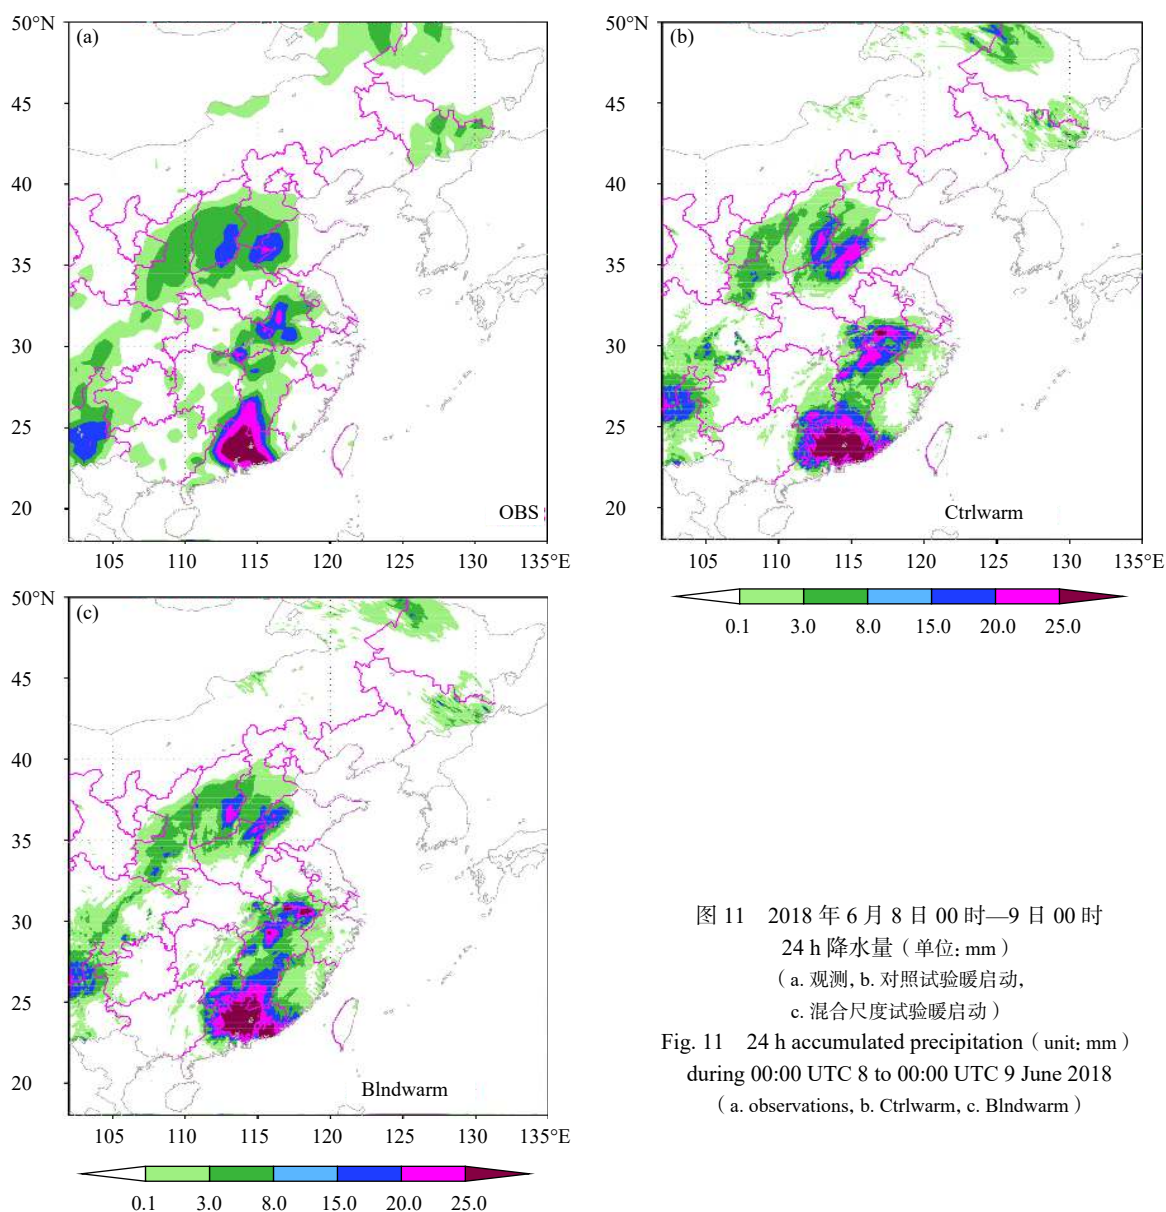 50°N
(a)
45
40
35
30
25
20
OBS
105 110 115 120 125 130 135°E
50°N
(b)
45
40
35
30
25
20
Ctrlwarm
105 110 115 120 125 130 135°E
0.1 3.0 8.0 15.0 20.0 25.0
50°N
(c)
45
40
35
30
25
20
Blndwarm
105 110 115 120 125 130 135°E
0.1 3.0 8.0 15.0 20.0 25.0
图 11 2018 年 6 月 8 日 00 时—9 日 00 时
24 h 降水量（单位: mm）
（a. 观测, b. 对照试验暖启动,
c. 混合尺度试验暖启动）
Fig. 11 24 h accumulated precipitation（unit: mm）
during 00:00 UTC 8 to 00:00 UTC 9 June 2018
（a. observations, b. Ctrlwarm, c. Blndwarm）